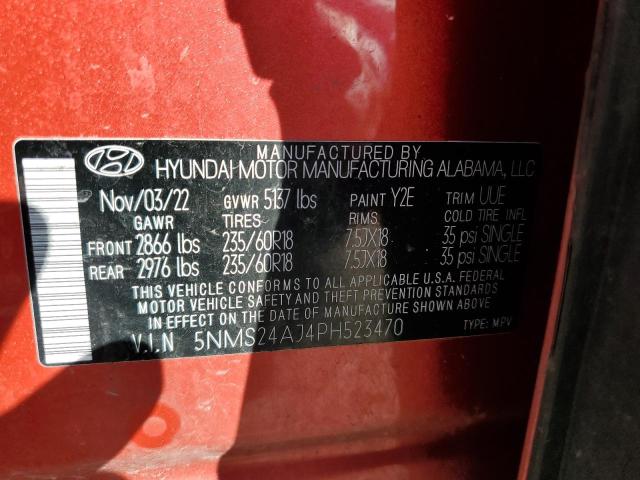 MANUFACTURED BY
HYUNDAI MOTOR MANUFACTURING ALABAMA, LLC
Nov/03/22 GVWR 5137 lbs PAINT Y2E TRIM UUE
GAWR TIRES RIMS COLD TIRE INFL
FRONT 2866 lbs 235/60R18 7.5JX18 35 psi SINGLE
REAR 2976 lbs 235/60R18 7.5JX18 35 psi SINGLE
THIS VEHICLE CONFORMS TO ALL APPLICABLE U.S.A. FEDERAL
MOTOR VEHICLE SAFETY, BUMPER, AND THEFT PREVENTION STANDARDS
IN EFFECT ON THE DATE OF MANUFACTURE SHOWN ABOVE.
V.I.N 5NMS24AJ4PH523470 TYPE: MPV